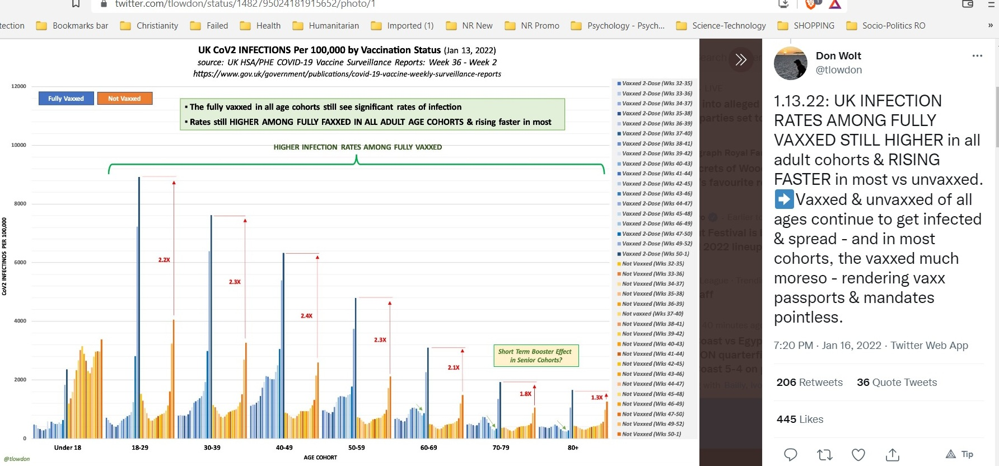 twitter.com/tlowdon/status/1482795024181915652/photo/1
tection Bookmarks bar Christianity Failed Health Humanitarian Imported (1) NR New NR Promo Psychology - Psych... Science-Technology SHOPPING Socio-Politics RO »
UK CoV2 INFECTIONS Per 100,000 by Vaccination Status (Jan 13, 2022)
source: UK HSA/PHE COVID-19 Vaccine Surveillance Reports: Week 36 - Week 2
https://www.gov.uk/government/publications/covid-19-vaccine-weekly-surveillance-reports
Fully Vaxxed
Not Vaxxed
▪ The fully vaxxed in all age cohorts still see significant rates of infection
▪ Rates still HIGHER AMONG FULLY FAXXED IN ALL ADULT AGE COHORTS & rising faster in most
HIGHER INFECTION RATES AMONG FULLY VAXXED
12000
10000
8000
6000
4000
2000
0
CoV2 INFECTINOS PER 100,000
2.2X
2.3X
2.4X
2.3X
2.1X
1.8X
1.3X
Short Term Booster Effect
in Senior Cohorts?
Under 18
18-29
30-39
40-49
50-59
60-69
70-79
80+
AGE COHORT
@tlowdon
Vaxxed 2-Dose (Wks 32-35)
Vaxxed 2-Dose (Wks 33-36)
Vaxxed 2-Dose (Wks 34-37)
Vaxxed 2-Dose (Wks 35-38)
Vaxxed 2-Dose (Wks 36-39)
Vaxxed 2-Dose (Wks 37-40)
Vaxxed 2-Dose (Wks 38-41)
Vaxxed 2-Dose (Wks 39-42)
Vaxxed 2-Dose (Wks 40-43)
Vaxxed 2-Dose (Wks 41-44)
Vaxxed 2-Dose (Wks 42-45)
Vaxxed 2-Dose (Wks 43-46)
Vaxxed 2-Dose (Wks 44-47)
Vaxxed 2-Dose (Wks 45-48)
Vaxxed 2-Dose (Wks 46-49)
Vaxxed 2-Dose (Wks 47-50)
Vaxxed 2-Dose (Wks 49-52)
Vaxxed 2-Dose (Wks 50-1)
Not Vaxxed (Wks 32-35)
Not Vaxxed (Wks 33-36)
Not Vaxxed (Wks 34-37)
Not Vaxxed (Wks 35-38)
Not Vaxxed (Wks 36-39)
Not vaxxed (Wks 37-40)
Not Vaxxed (Wks 38-41)
Not Vaxxed (Wks 39-42)
Not Vaxxed (Wks 40-43)
Not Vaxxed (Wks 41-44)
Not Vaxxed (Wks 42-45)
Not Vaxxed (Wks 43-46)
Not Vaxxed (Wks 44-47)
Not Vaxxed (Wks 45-48)
Not Vaxxed (Wks 46-49)
Not Vaxxed (Wks 47-50)
Not Vaxxed (Wks 49-52)
Not Vaxxed (Wks 50-1)
LIVE
into alleged
parties set to
graph Royal Fa
crets of Woo
's favourite r
Earlier to
t Festival is
2022 lineup
League · Trendi
aff
40 minutes ag
oast vs Egyp
ON quarterfi
oast 5-4 on
with Bailly, Ivo
Don Wolt
@tlowdon
1.13.22: UK INFECTION
RATES AMONG FULLY
VAXXED STILL HIGHER in all
adult cohorts & RISING
FASTER in most vs unvaxxed.
➡Vaxxed & unvaxxed of all
ages continue to get infected
& spread - and in most
cohorts, the vaxxed much
moreso - rendering vaxx
passports & mandates
pointless.
7:20 PM · Jan 16, 2022 · Twitter Web App
206 Retweets 36 Quote Tweets
445 Likes
Tip